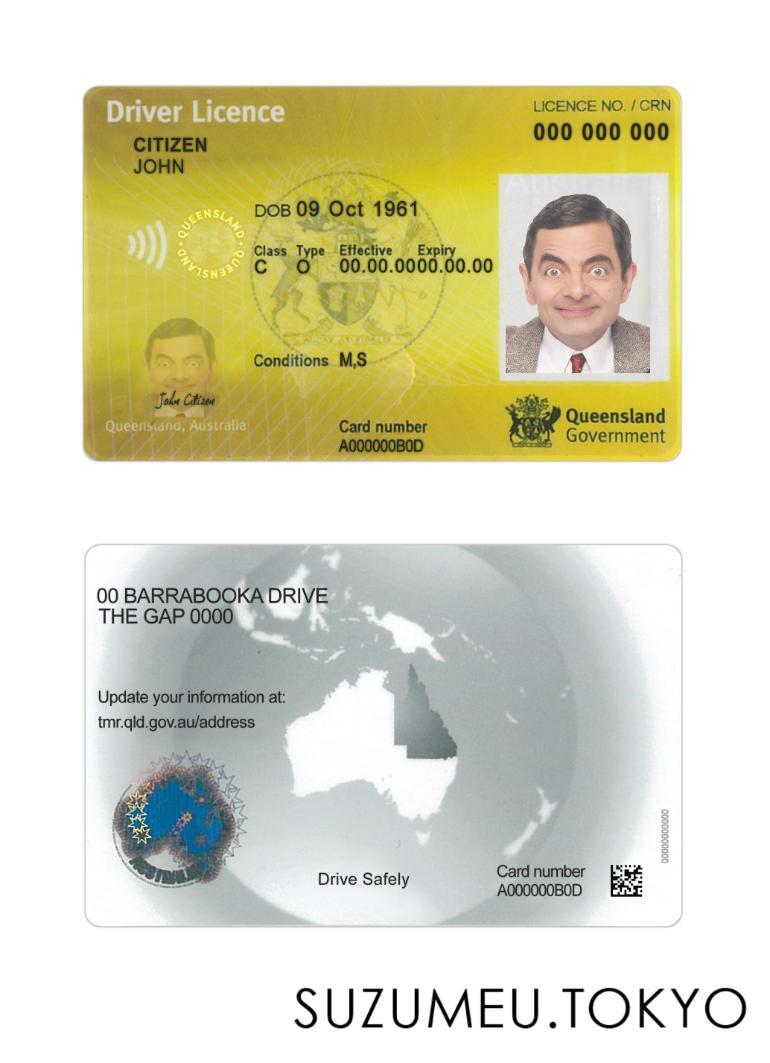 Driver Licence
LICENCE NO. / CRN
000 000 000
CITIZEN
JOHN
DOB 09 Oct 1961
QUEENSLAND · QUEENSLAND
Class Type Effective Expiry
C O 00.00.0000.00.00
Conditions M,S
John Citizen
Queensland, Australia
Card number
A000000B0D
Queensland
Government
00 BARRABOOKA DRIVE
THE GAP 0000
Update your information at:
tmr.qld.gov.au/address
AUSTRALIA
Drive Safely
Card number
A000000B0D
SUZUMEU.TOKYO